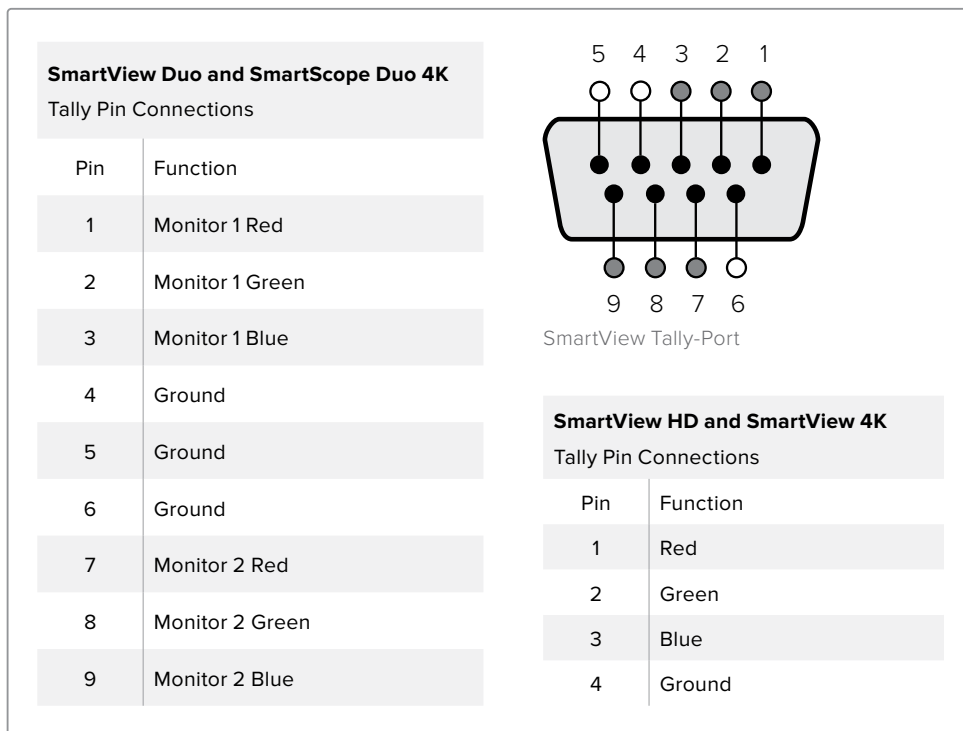 SmartView Duo and SmartScope Duo 4K
Tally Pin Connections
Pin Function
1 Monitor 1 Red
2 Monitor 1 Green
3 Monitor 1 Blue
4 Ground
5 Ground
6 Ground
7 Monitor 2 Red
8 Monitor 2 Green
9 Monitor 2 Blue
5 4 3 2 1
9 8 7 6
SmartView Tally-Port
SmartView HD and SmartView 4K
Tally Pin Connections
Pin Function
1 Red
2 Green
3 Blue
4 Ground